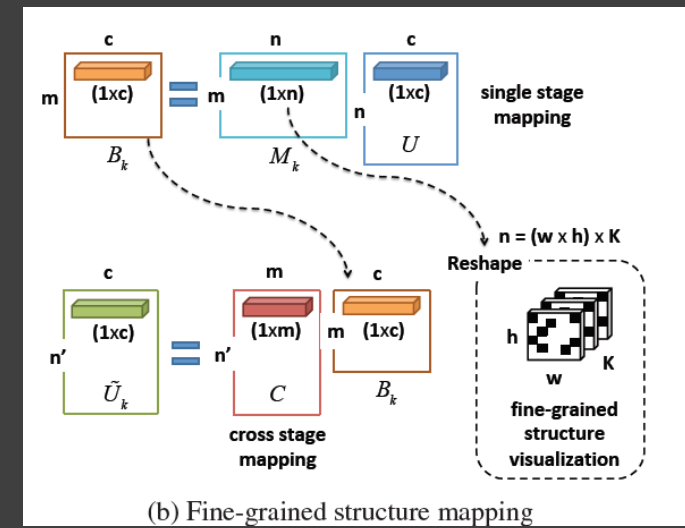 c
n
c
m
(1xc)
m
(1xn)
n
(1xc)
single stage
mapping
B_k
M_k
U
n = (w x h) x K
Reshape
c
m
c
n’
(1xc)
n’
(1xm)
m
(1xc)
h
w
K
Ũ_k
C
B_k
cross stage
mapping
fine-grained
structure
visualization
(b) Fine-grained structure mapping